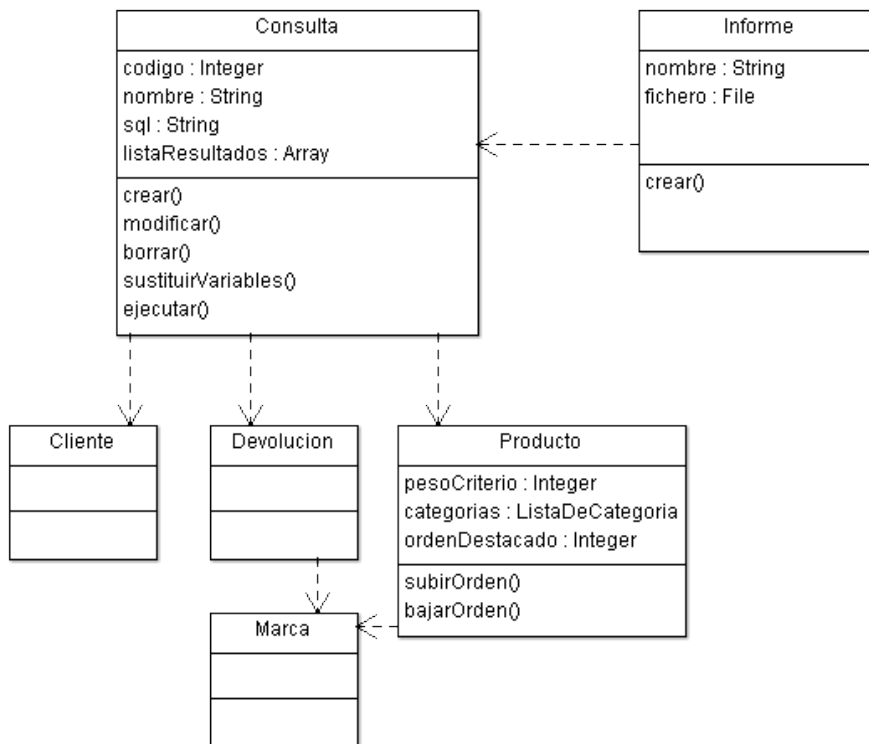 Consulta
codigo : Integer
nombre : String
sql : String
listaResultados : Array
crear()
modificar()
borrar()
sustituirVariables()
ejecutar()
Informe
nombre : String
fichero : File
crear()
Cliente
Devolucion
Producto
pesoCriterio : Integer
categorias : ListaDeCategoria
ordenDestacado : Integer
subirOrden()
bajarOrden()
Marca